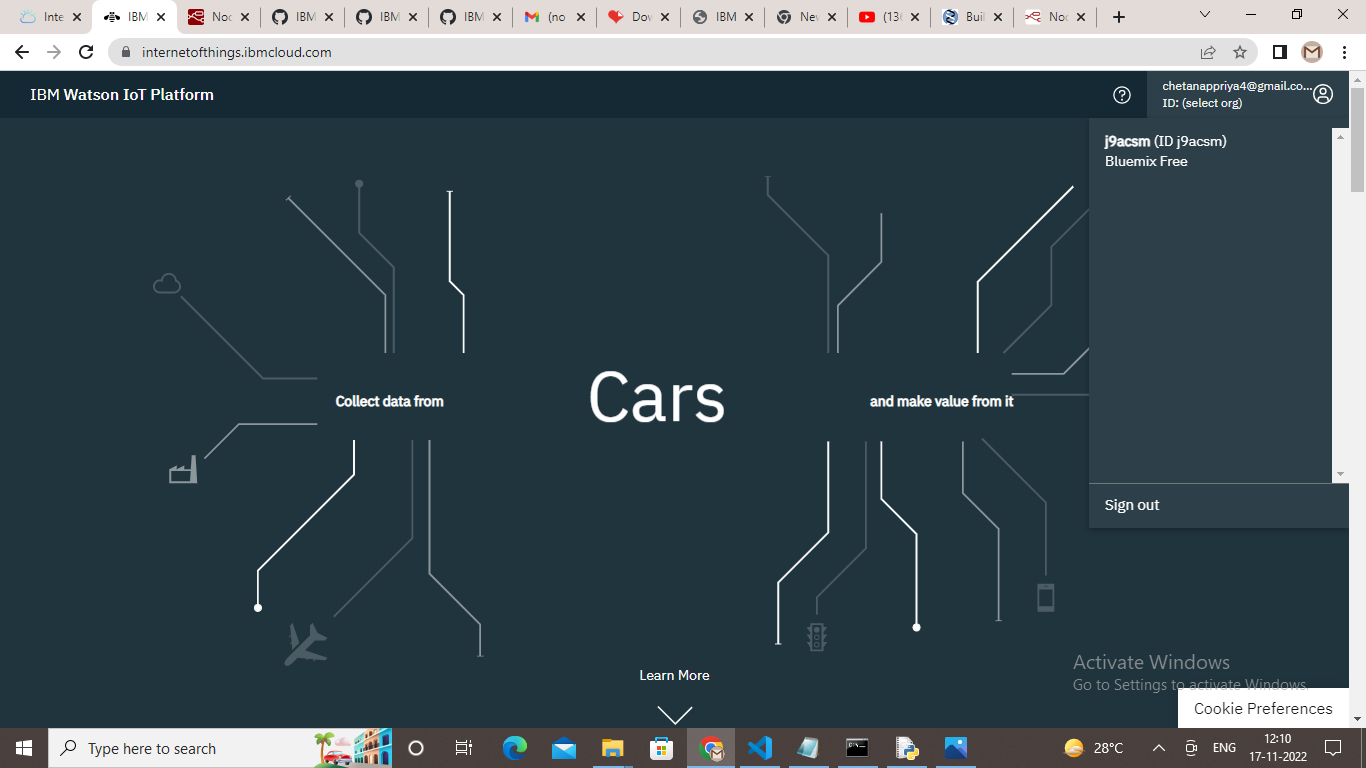 Inte
IBM
Nod
IBM
IBM
IBM
(no
Dov
IBM
Nev
(13
Buil
Nod
internetofthings.ibmcloud.com
IBM Watson IoT Platform
chetanappriya4@gmail.co...
ID: (select org)
j9acsm (ID j9acsm)
Bluemix Free
Sign out
Collect data from
Cars
and make value from it
Learn More
Activate Windows
Go to Settings to activate Windows.
Cookie Preferences
Type here to search
28°C
ENG
12:10
17-11-2022